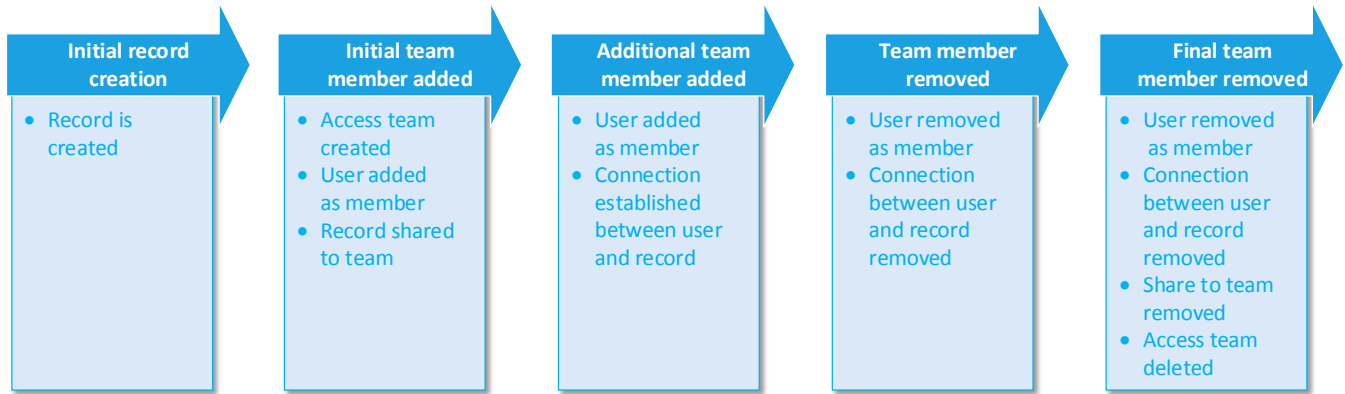 Initial record
creation
• Record is
created
Initial team
member added
• Access team
created
• User added
as member
• Record shared
to team
Additional team
member added
• User added
as member
• Connection
established
between user
and record
Team member
removed
• User removed
as member
• Connection
between user
and record
removed
Final team
member removed
• User removed
as member
• Connection
between user
and record
removed
• Share to team
removed
• Access team
deleted